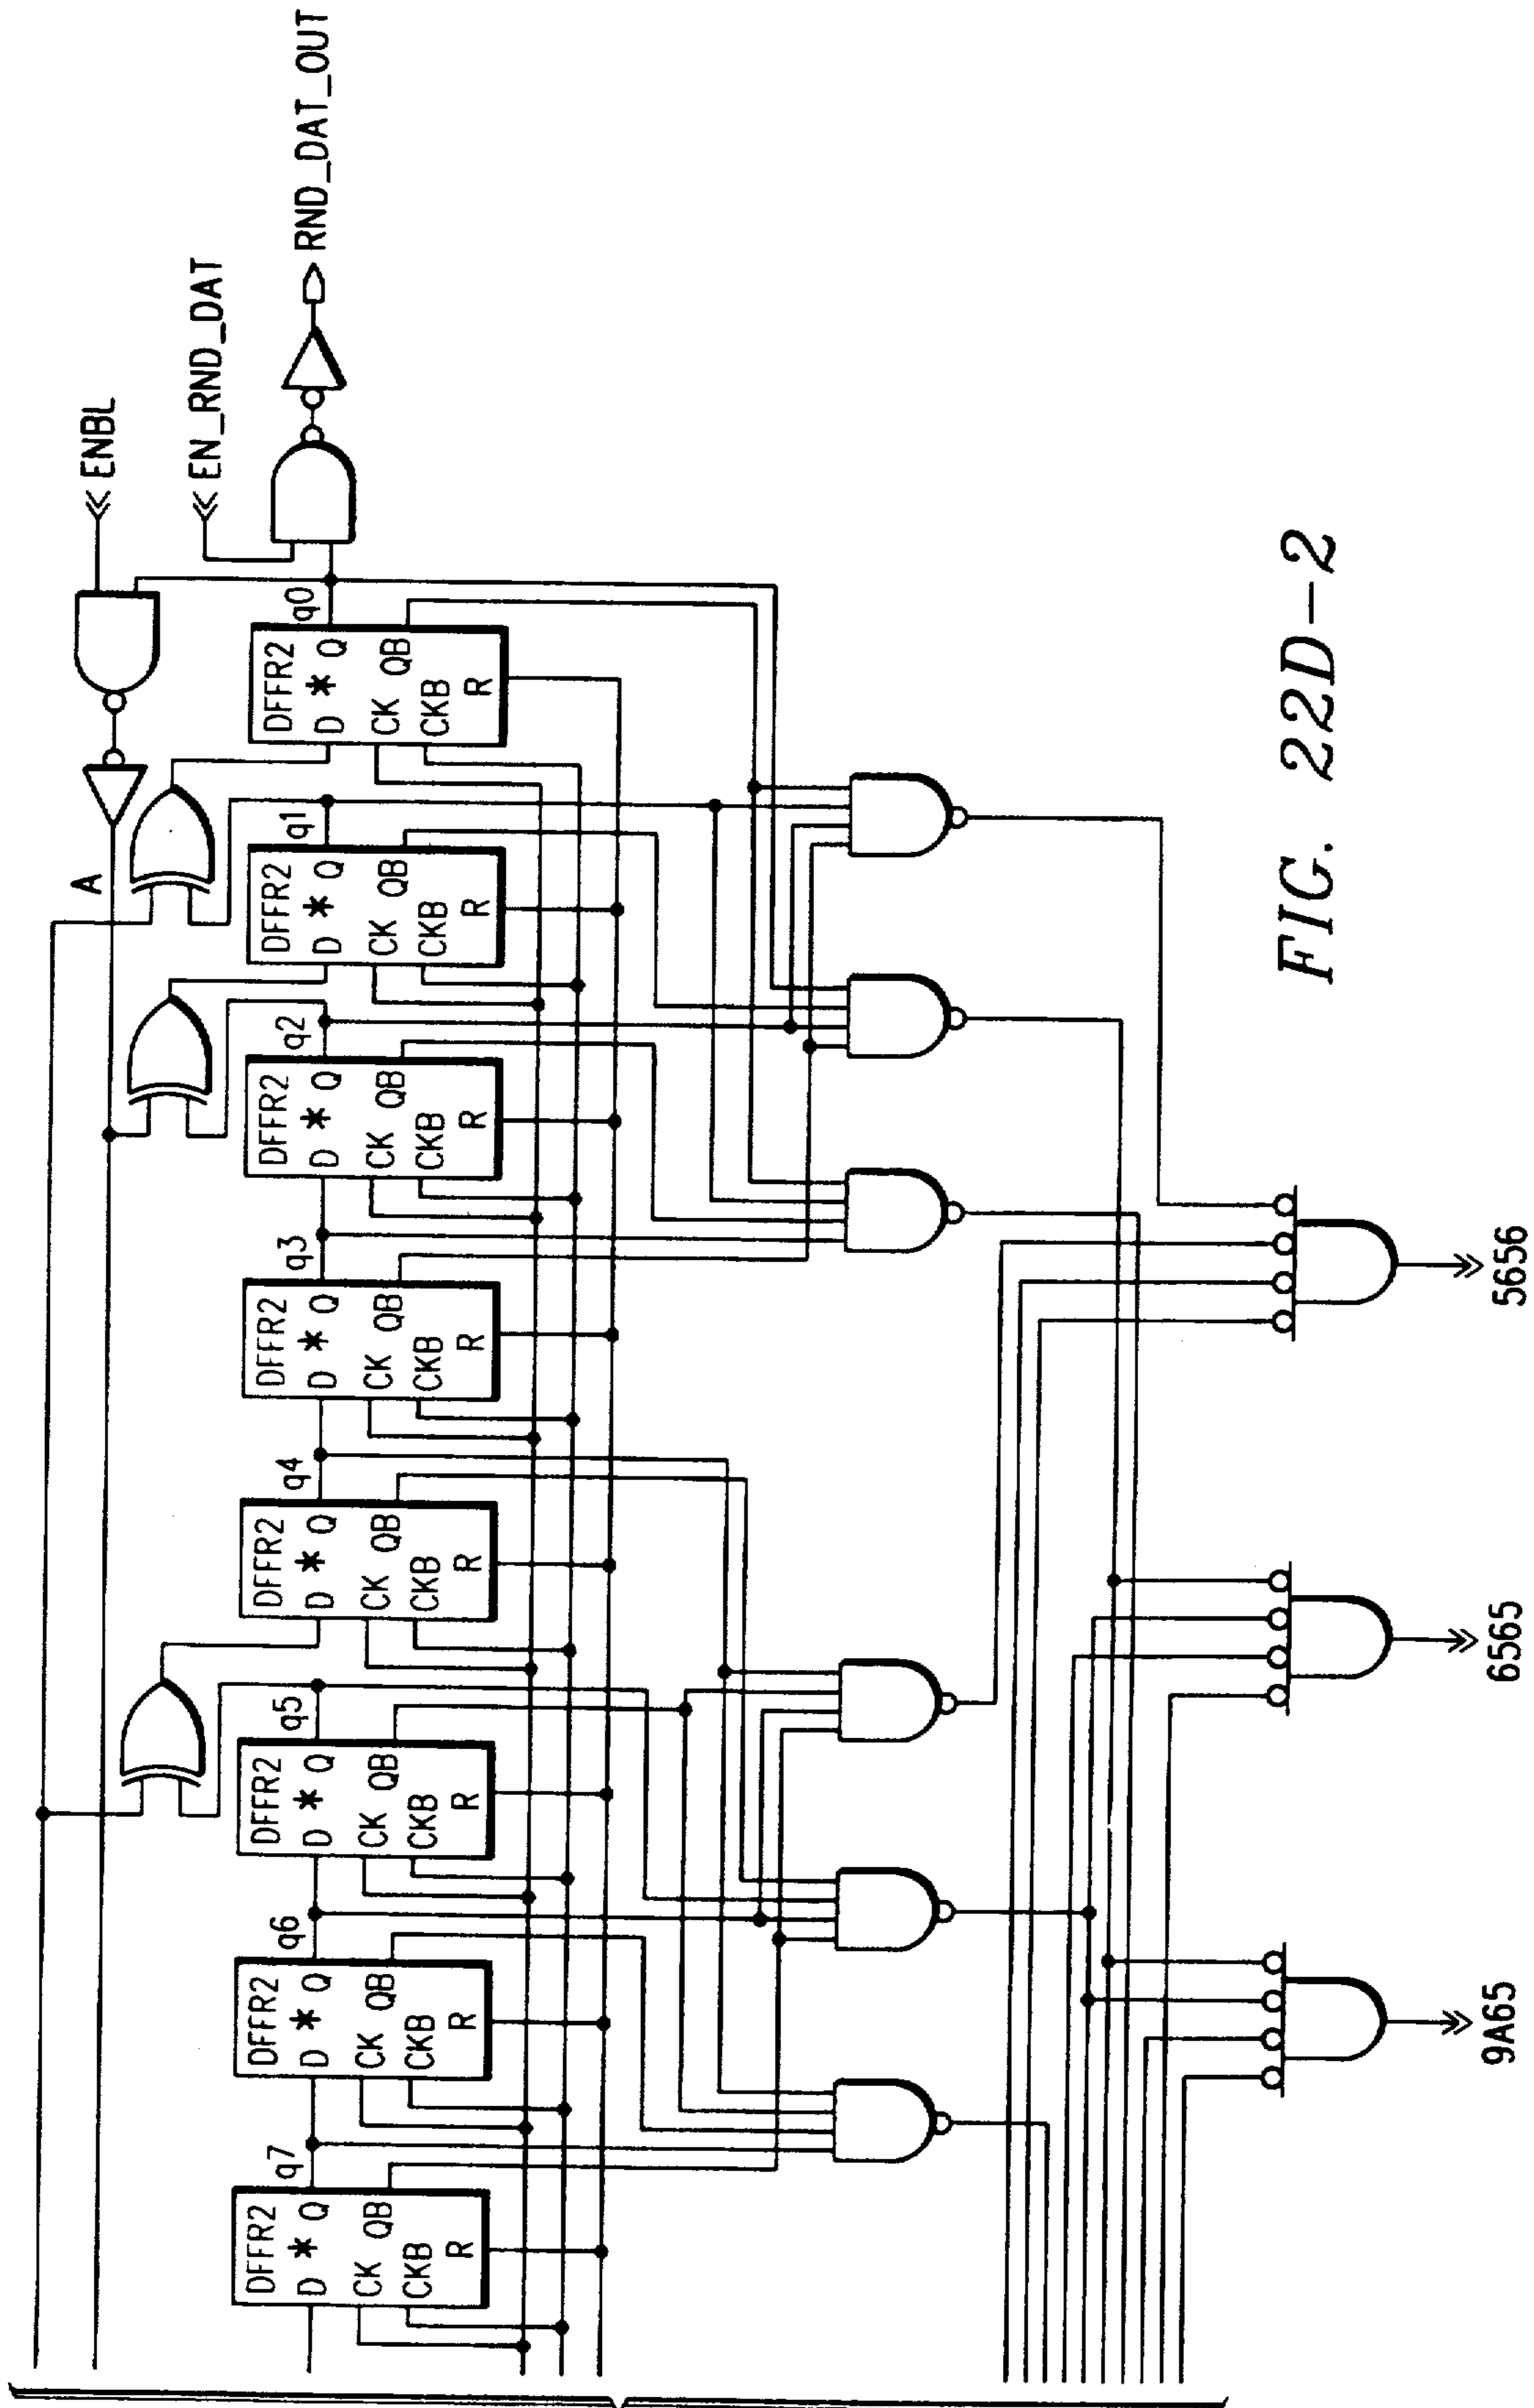 ENBL
EN_RND_DAT
RND_DAT_OUT
A
q7
q6
q5
q4
q3
q2
q1
q0
DFFR2
D * Q
CK QB
CKB
R
DFFR2
D * Q
CK QB
CKB
R
DFFR2
D * Q
CK QB
CKB
R
DFFR2
D * Q
CK QB
CKB
R
DFFR2
D * Q
CK QB
CKB
R
DFFR2
D * Q
CK QB
CKB
R
DFFR2
D * Q
CK QB
CKB
R
DFFR2
D * Q
CK QB
CKB
R
9A65
6565
5656
FIG. 22D-2